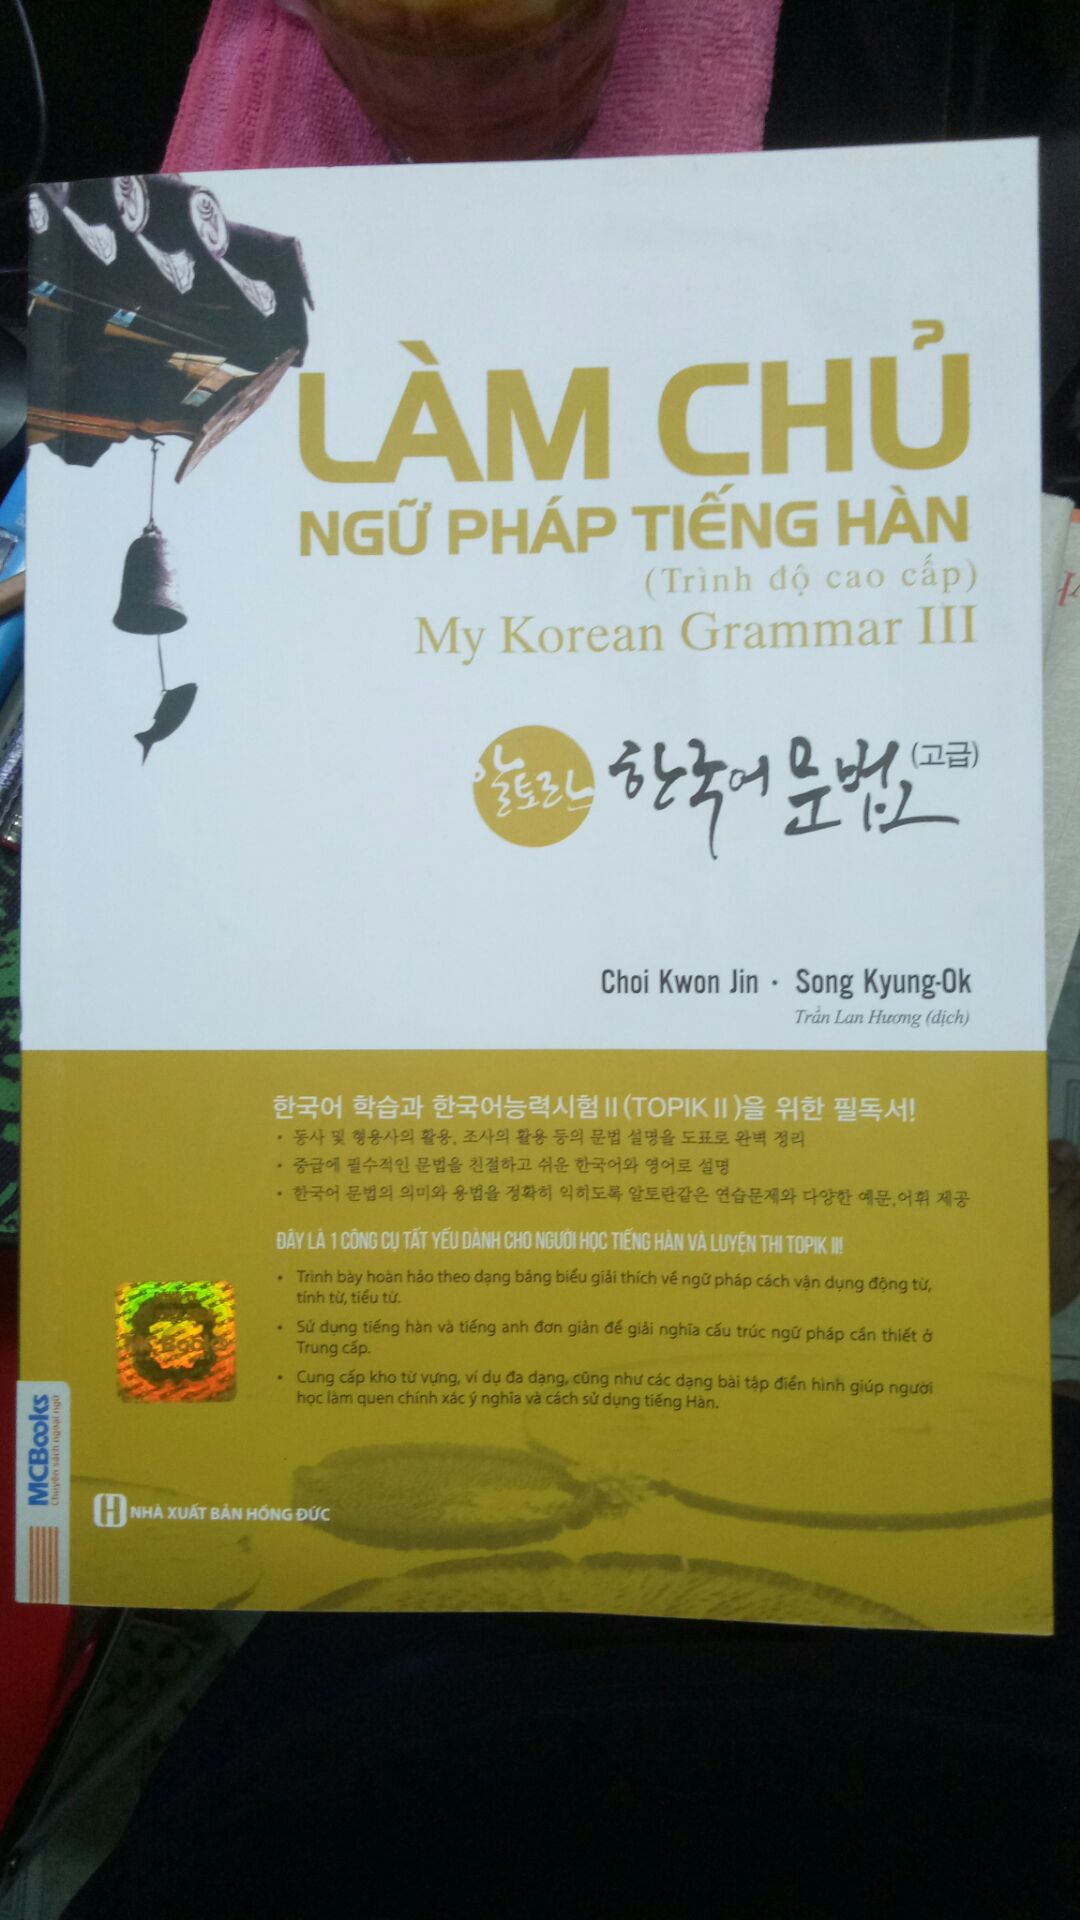 LÀM CHỦ
NGỮ PHÁP TIẾNG HÀN
(Trình độ cao cấp)
My Korean Grammar III
알토란 한국어 문법 (고급)
Choi Kwon Jin · Song Kyung-Ok
Trần Lan Hương (dịch)
한국어 학습과 한국어능력시험 II (TOPIK II)을 위한 필독서!
• 동사 및 형용사의 활용, 조사의 활용 등의 문법 설명을 도표로 완벽 정리
• 중급에 필수적인 문법을 친절하고 쉬운 한국어와 영어로 설명
• 한국어 문법의 의미와 용법을 정확히 익히도록 알토란같은 연습문제와 다양한 예문,어휘 제공
ĐÂY LÀ 1 CÔNG CỤ TẤT YẾU DÀNH CHO NGƯỜI HỌC TIẾNG HÀN VÀ LUYỆN THI TOPIK II!
• Trình bày hoàn hảo theo dạng bảng biểu giải thích về ngữ pháp cách vận dụng động từ,
tính từ, tiểu từ.
• Sử dụng tiếng hàn và tiếng anh đơn giản để giải nghĩa cấu trúc ngữ pháp cần thiết ở
Trung cấp.
• Cung cấp kho từ vựng, ví dụ đa dạng, cũng như các dạng bài tập điển hình giúp người
học làm quen chính xác ý nghĩa và cách sử dụng tiếng Hàn.
MCBooks
Chuyên sách ngoại ngữ
NHÀ XUẤT BẢN HỒNG ĐỨC